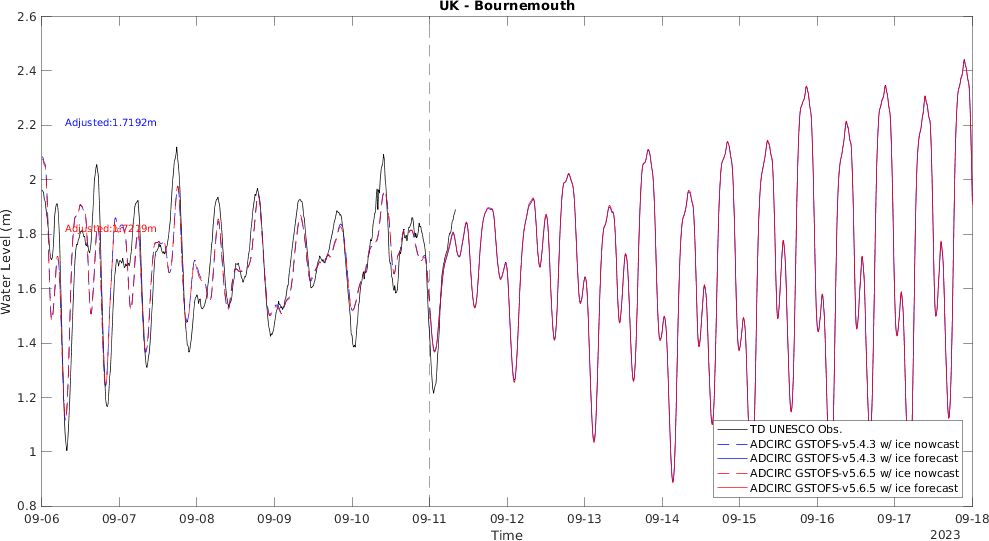 UK - Bournemouth
2.6
2.4
2.2
2
1.8
1.6
1.4
1.2
1
0.8
Water Level (m)
Adjusted:1.7192m
Adjusted:1.7219m
TD UNESCO Obs.
ADCIRC GSTOFS-v5.4.3 w/ ice nowcast
ADCIRC GSTOFS-v5.4.3 w/ ice forecast
ADCIRC GSTOFS-v5.6.5 w/ ice nowcast
ADCIRC GSTOFS-v5.6.5 w/ ice forecast
09-06 09-07 09-08 09-09 09-10 09-11 09-12 09-13 09-14 09-15 09-16 09-17 09-18
Time
2023